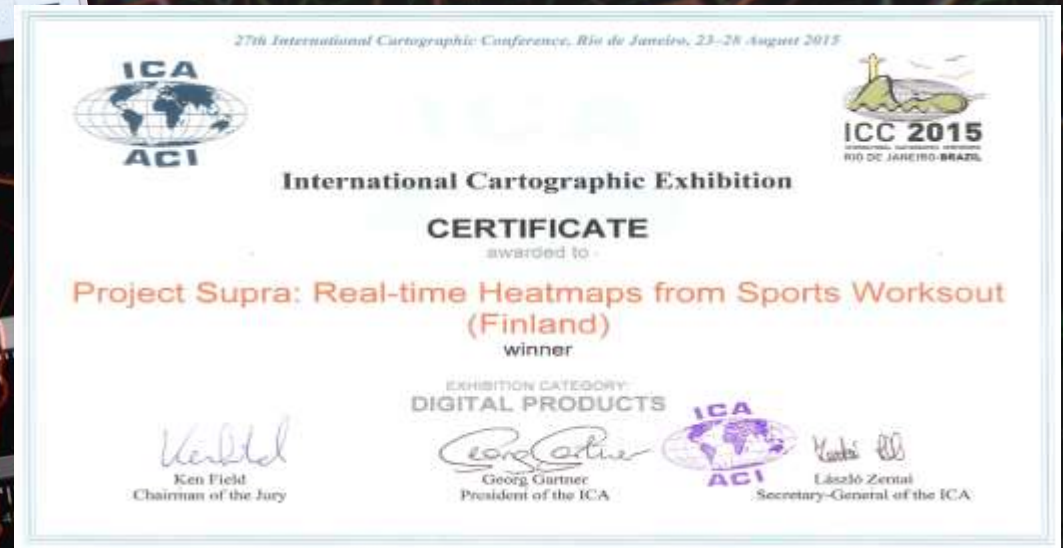 27th International Cartographic Conference, Rio de Janeiro, 23–28 August 2015
ICA
ACI
ICC 2015
RIO DE JANEIRO-BRAZIL
International Cartographic Exhibition
CERTIFICATE
awarded to
Project Supra: Real-time Heatmaps from Sports Worksout
(Finland)
winner
EXHIBITION CATEGORY:
DIGITAL PRODUCTS
ICA
ACI
Ken Field
Chairman of the Jury
Georg Gartner
President of the ICA
László Zentai
Secretary-General of the ICA